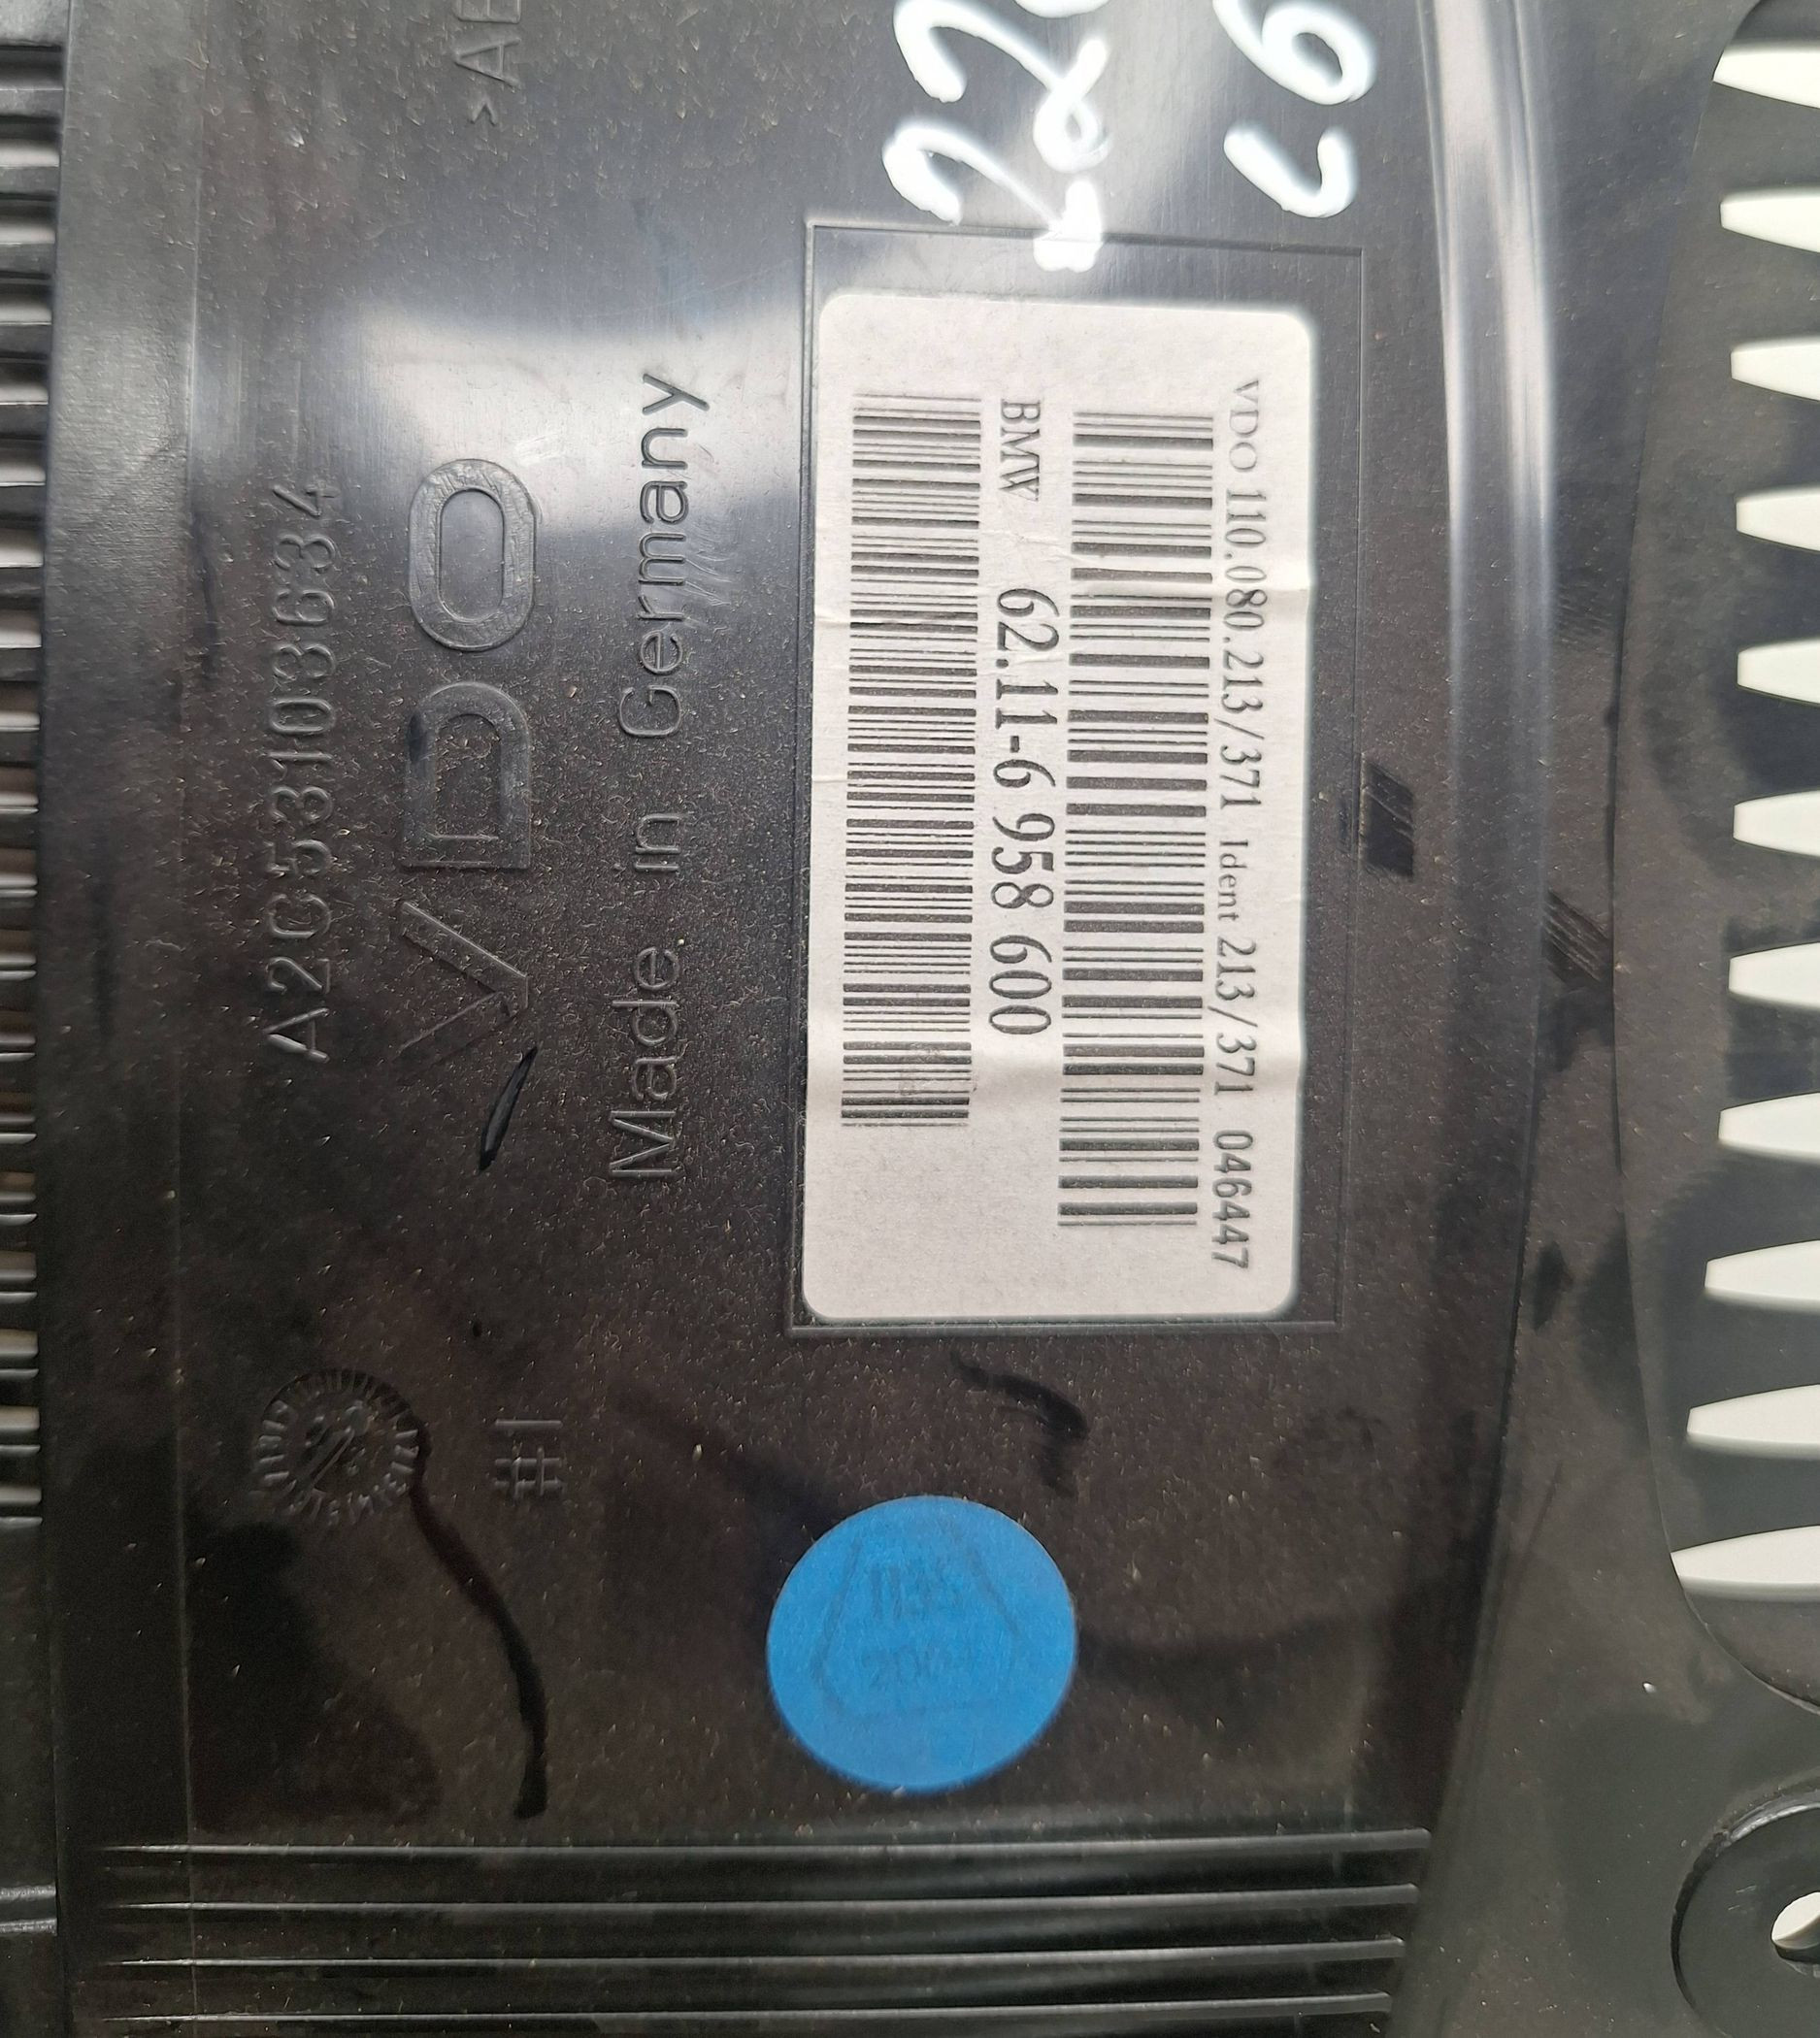 A2C53103634
VDO
Made in Germany
BMW 62.11-6 958 600
VDO 110.080.213/371 Ident 213/371 046447
#1